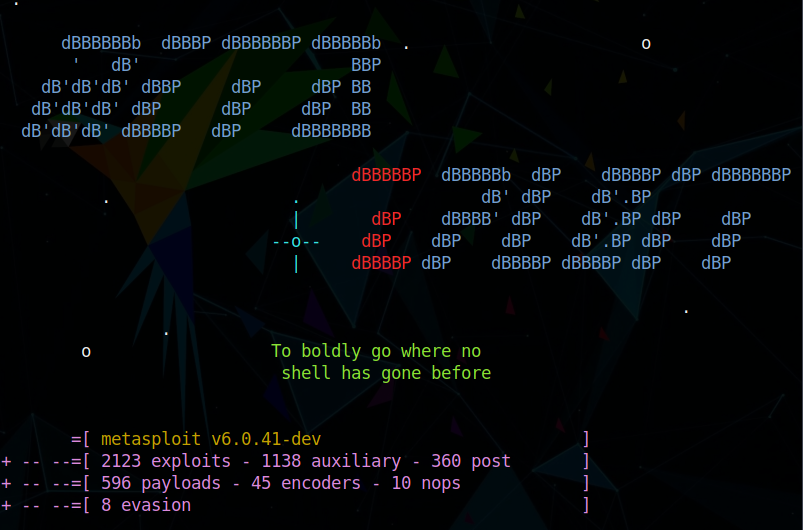 .
dBBBBBBb  dBBBP dBBBBBBP dBBBBBb  .                       o
 '   dB'                     BBP
dB'dB'dB' dBBP     dBP     dBP BB
dB'dB'dB' dBP      dBP     dBP  BB
dB'dB'dB' dBBBBP   dBP     dBBBBBBB
dBBBBBP  dBBBBBb  dBP    dBBBBP dBP dBBBBBBP
.                  .                  dB' dBP    dB'.BP
|       dBP    dBBBB' dBP    dB'.BP dBP    dBP
--o--    dBP    dBP    dBP    dB'.BP dBP    dBP
|     dBBBBP dBP    dBBBBP dBBBBP dBP    dBP
.
.
o                  To boldly go where no
shell has gone before
=[ metasploit v6.0.41-dev                          ]
+ -- --=[ 2123 exploits - 1138 auxiliary - 360 post       ]
+ -- --=[ 596 payloads - 45 encoders - 10 nops            ]
+ -- --=[ 8 evasion                                       ]